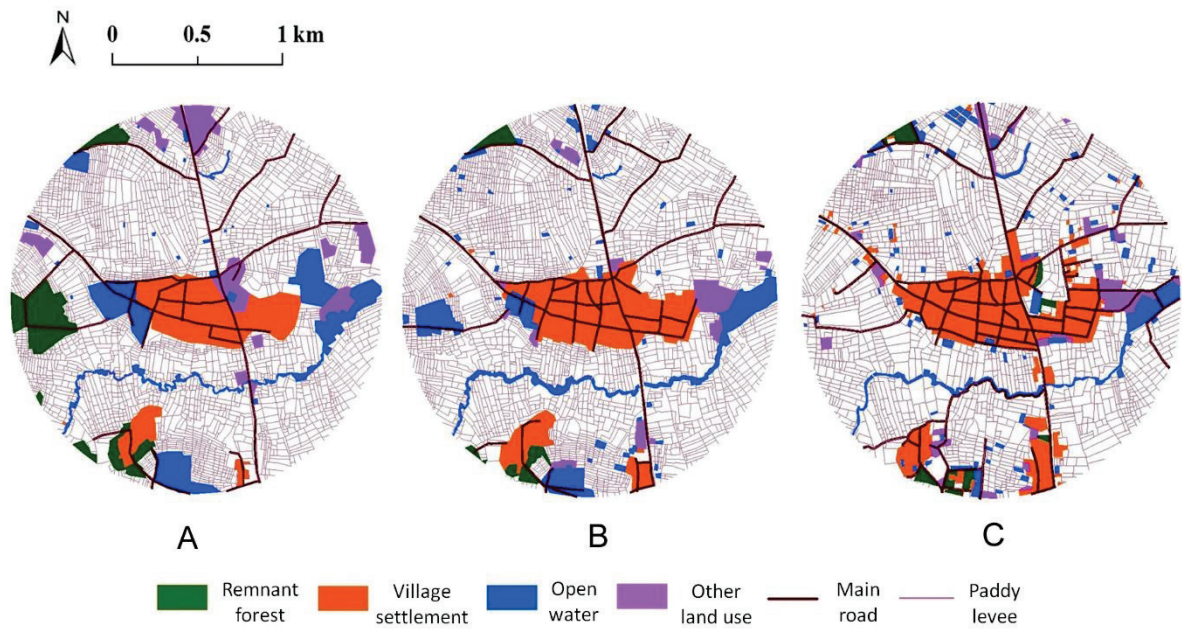 N
0 0.5 1 km
A B C
Remnant forest
Village settlement
Open water
Other land use
Main road
Paddy levee